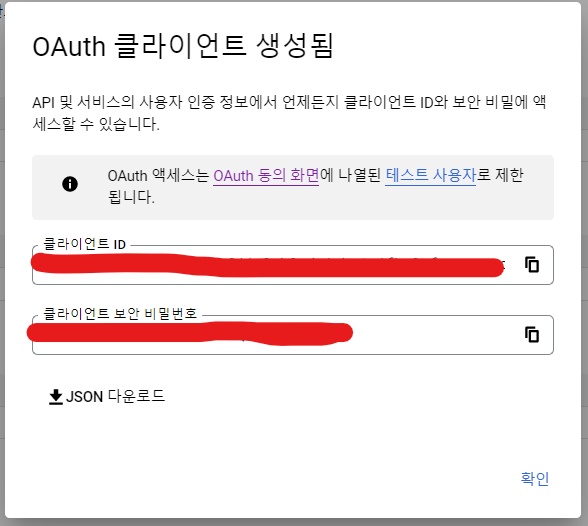 OAuth 클라이언트 생성됨
API 및 서비스의 사용자 인증 정보에서 언제든지 클라이언트 ID와 보안 비밀에 액
세스할 수 있습니다.
OAuth 액세스는 OAuth 동의 화면에 나열된 테스트 사용자로 제한
됩니다.
클라이언트 ID
클라이언트 보안 비밀번호
JSON 다운로드
확인